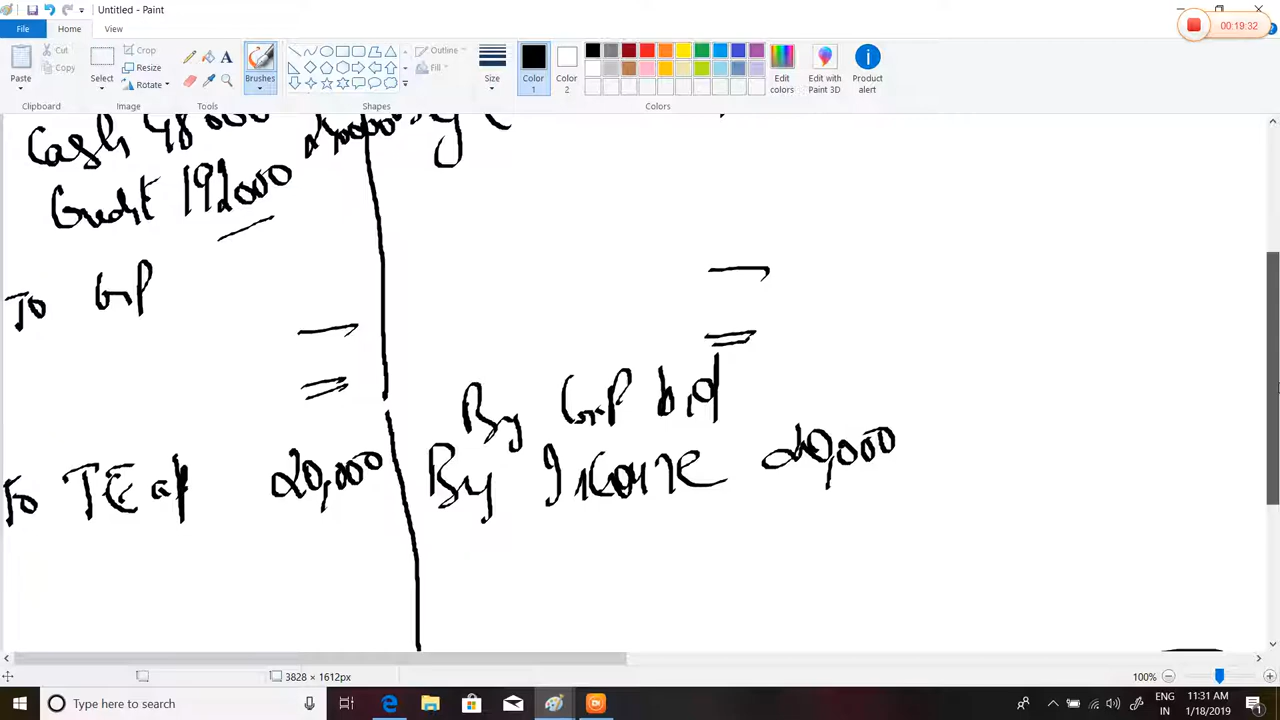 Untitled - Paint
00:19:32
File Home View
Cut
Copy
Paste
Crop
Resize
Rotate
Select
Brushes
Outline
Fill
Size
Color 1
Color 2
Edit colors
Edit with Paint 3D
Product alert
Clipboard Image Tools Shapes Colors
Cash 48000 By
Credit 192000
To GP
By GP b/d
To TE 20,000 By Income
3828 × 1612px 100%
Type here to search
ENG 11:31 AM
IN 1/18/2019